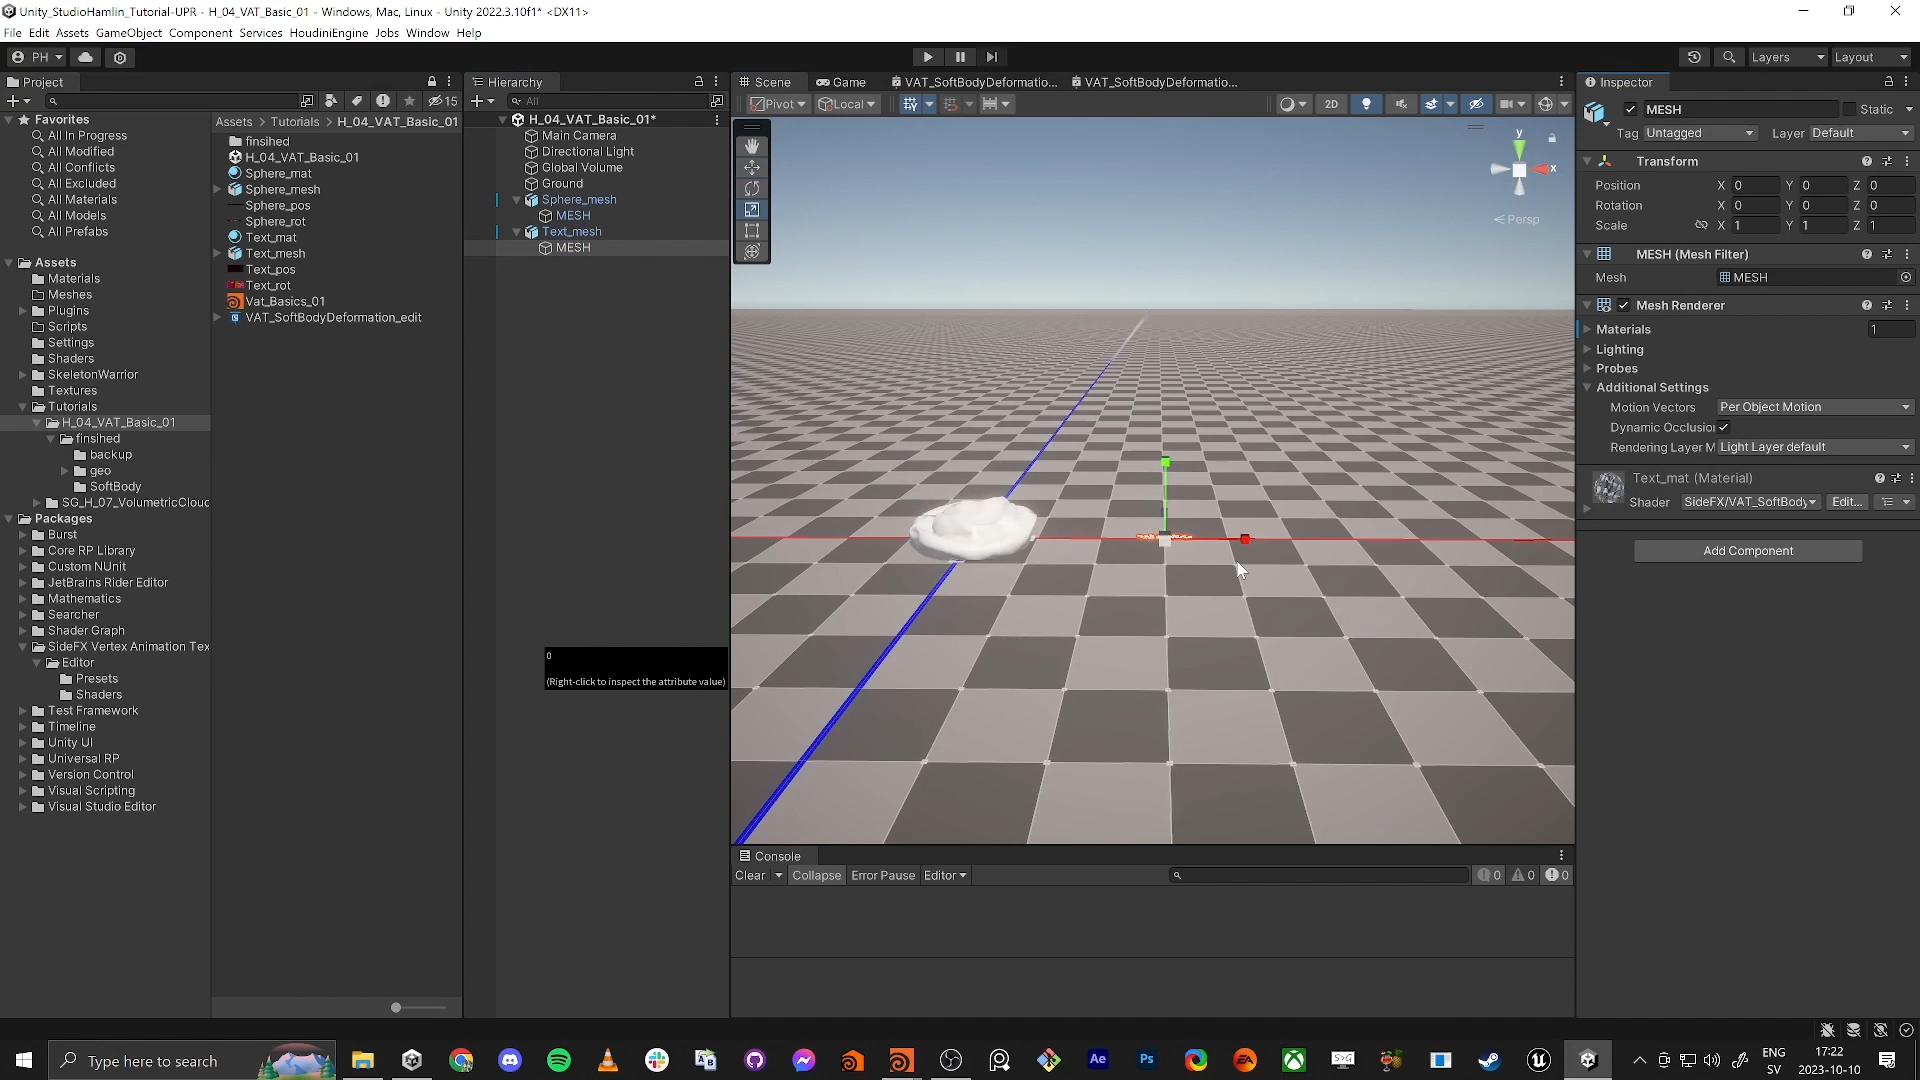 Unity_StudioHamlin_Tutorial-UPR - H_04_VAT_Basic_01 - Windows, Mac, Linux - Unity 2022.3.10f1* <DX11>
File Edit Assets GameObject Component Services HoudiniEngine Jobs Window Help
PH
Layers
Layout
Project
15
Favorites
All In Progress
All Modified
All Conflicts
All Excluded
All Materials
All Models
All Prefabs
Assets
Materials
Meshes
Plugins
Scripts
Settings
Shaders
SkeletonWarrior
Textures
Tutorials
H_04_VAT_Basic_01
finsihed
backup
geo
SoftBody
SG_H_07_VolumetricClouc
Packages
Burst
Core RP Library
Custom NUnit
JetBrains Rider Editor
Mathematics
Searcher
Shader Graph
SideFX Vertex Animation Tex
Editor
Presets
Shaders
Test Framework
Timeline
Unity UI
Universal RP
Version Control
Visual Scripting
Visual Studio Editor
Assets > Tutorials > H_04_VAT_Basic_01
finsihed
H_04_VAT_Basic_01
Sphere_mat
Sphere_mesh
Sphere_pos
Sphere_rot
Text_mat
Text_mesh
Text_pos
Text_rot
Vat_Basics_01
VAT_SoftBodyDeformation_edit
Hierarchy
All
H_04_VAT_Basic_01*
Main Camera
Directional Light
Global Volume
Ground
Sphere_mesh
MESH
Text_mesh
MESH
0
(Right-click to inspect the attribute value)
Scene Game VAT_SoftBodyDeformatio... VAT_SoftBodyDeformatio...
Pivot Local 2D
y
x
Persp
Console
Clear Collapse Error Pause Editor
0 0 0
Inspector
MESH Static
Tag Untagged Layer Default
Transform
Position X 0 Y 0 Z 0
Rotation X 0 Y 0 Z 0
Scale X 1 Y 1 Z 1
MESH (Mesh Filter)
Mesh MESH
Mesh Renderer
Materials 1
Lighting
Probes
Additional Settings
Motion Vectors Per Object Motion
Dynamic Occlusion
Rendering Layer M Light Layer default
Text_mat (Material)
Shader SideFX/VAT_SoftBody Edit...
Add Component
Type here to search
Ae
Ps
EA
S>G
ENG
SV
17:22
2023-10-10